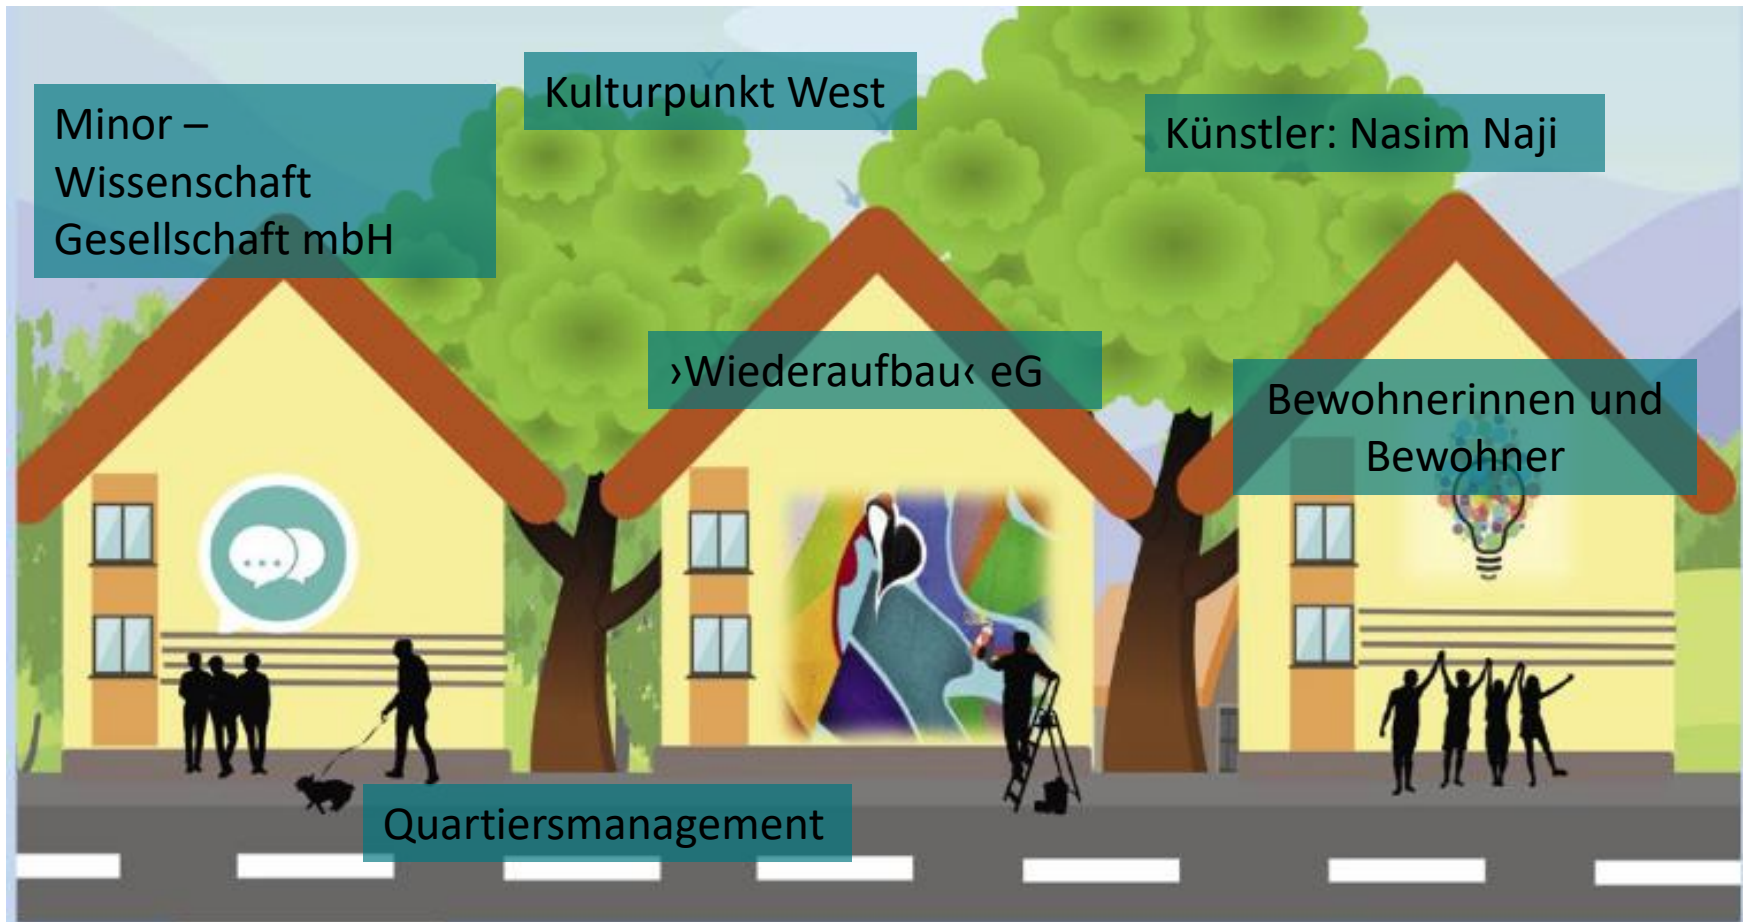 Minor –
Wissenschaft
Gesellschaft mbH
Kulturpunkt West
Künstler: Nasim Naji
›Wiederaufbau‹ eG
Bewohnerinnen und
Bewohner
Quartiersmanagement